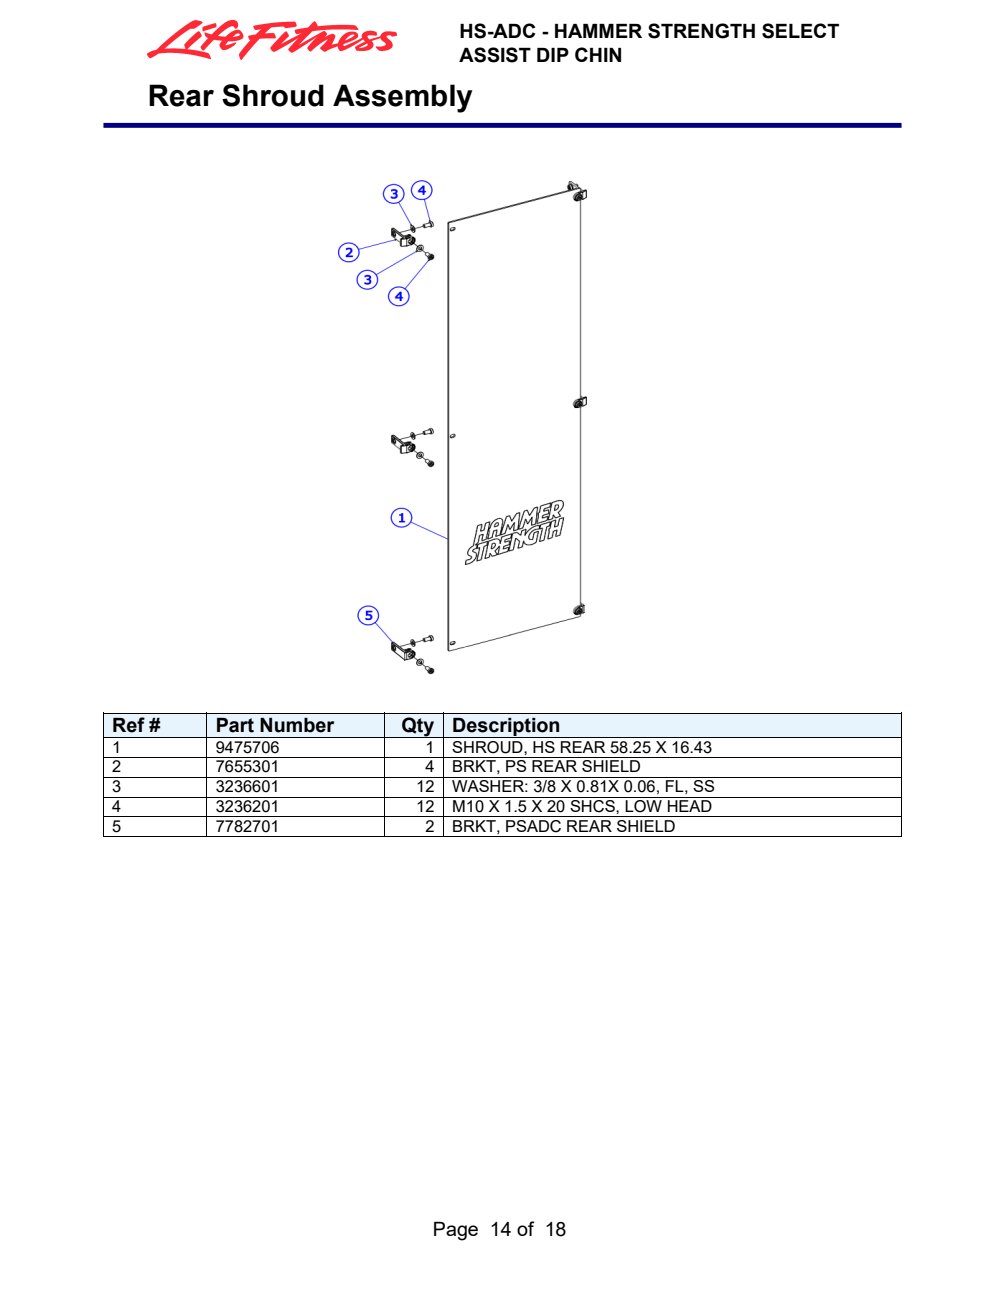 Life Fitness
HS-ADC - HAMMER STRENGTH SELECT
ASSIST DIP CHIN
Rear Shroud Assembly
3 4
2
3
4
1
HAMMER
STRENGTH
5
Ref # Part Number Qty Description
1 9475706 1 SHROUD, HS REAR 58.25 X 16.43
2 7655301 4 BRKT, PS REAR SHIELD
3 3236601 12 WASHER: 3/8 X 0.81X 0.06, FL, SS
4 3236201 12 M10 X 1.5 X 20 SHCS, LOW HEAD
5 7782701 2 BRKT, PSADC REAR SHIELD
Page 14 of 18